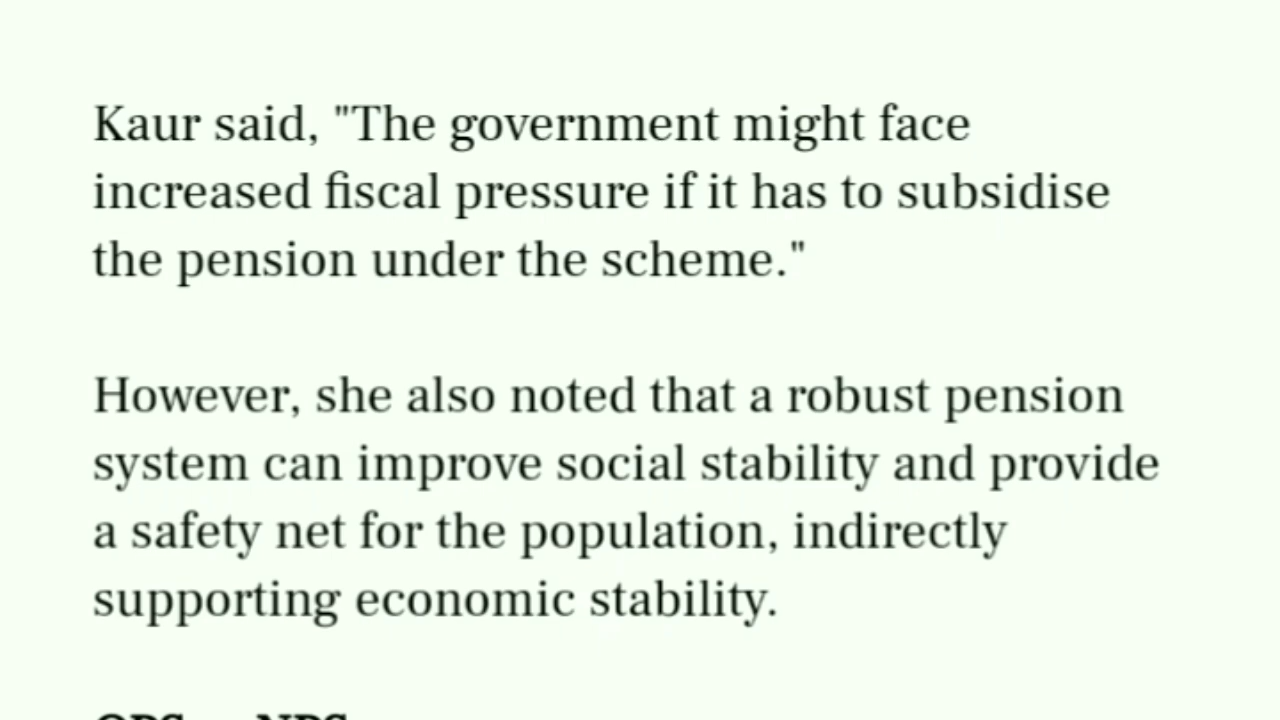 Kaur said, "The government might face
increased fiscal pressure if it has to subsidise
the pension under the scheme."
However, she also noted that a robust pension
system can improve social stability and provide
a safety net for the population, indirectly
supporting economic stability.